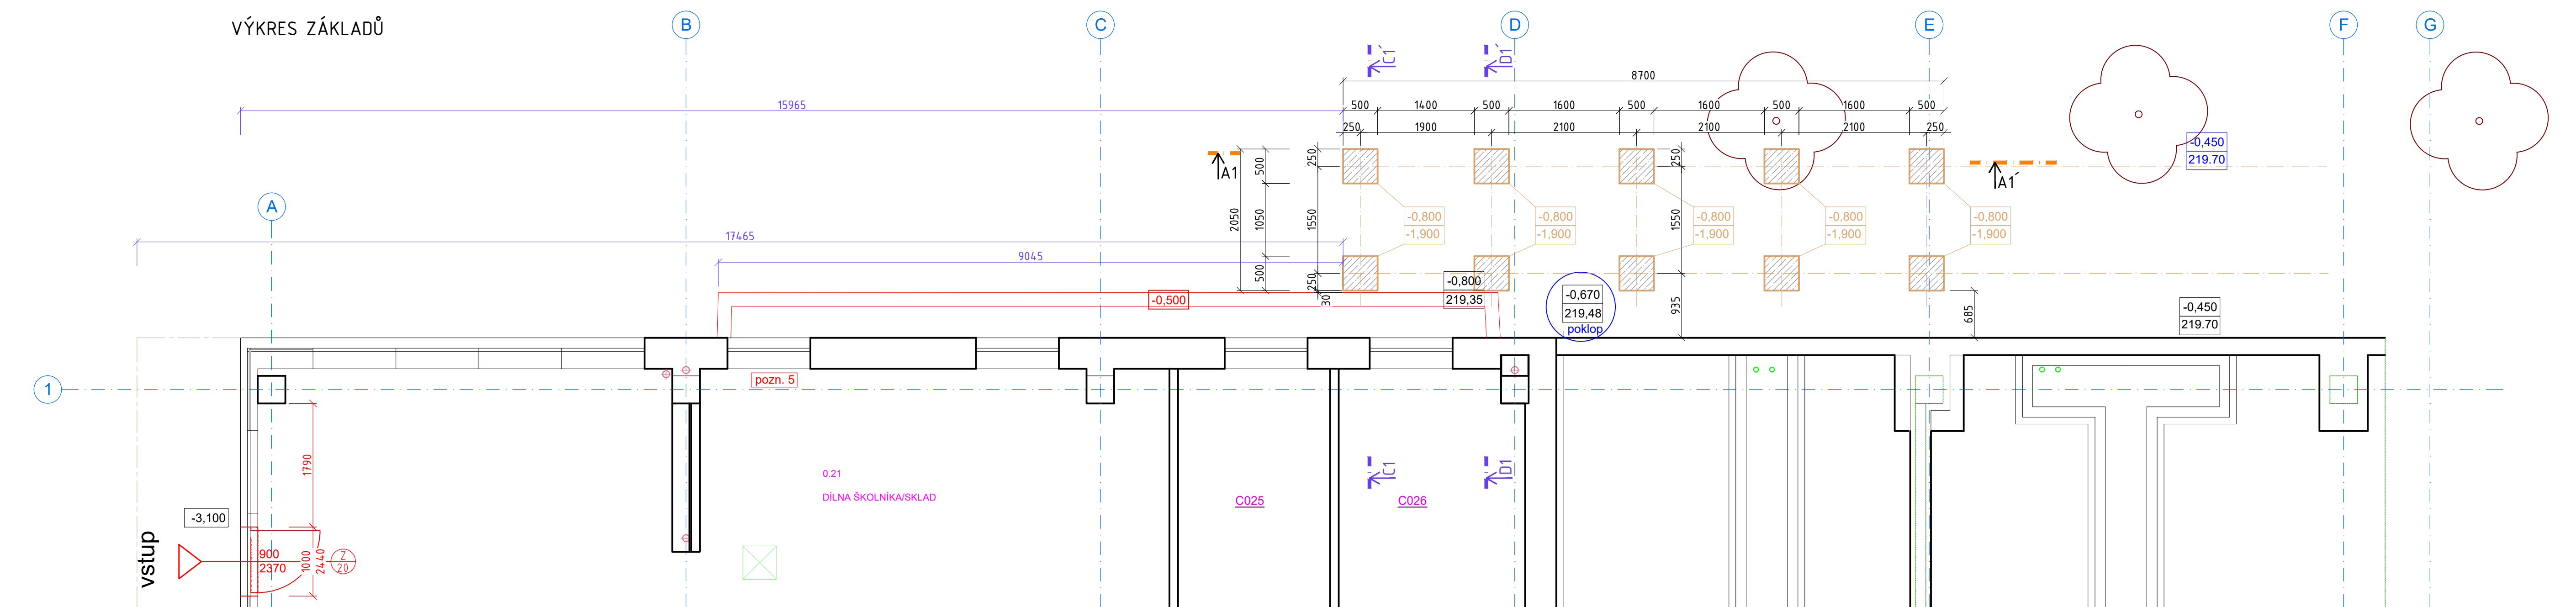 VÝKRES ZÁKLADŮ
B
C
D
E
F
G
C1´
D1´
8700
15965
500
1400
500
1600
500
1600
500
1600
500
250
1900
2100
2100
2100
250
A1
A1´
-0,450
219.70
A
250
500
250
2050
1050
1550
1550
-0,800
-1,900
-0,800
-1,900
-0,800
-1,900
-0,800
-1,900
-0,800
-1,900
17465
9045
500
250
30
-0,500
-0,800
219,35
-0,670
219,48
poklop
935
685
-0,450
219.70
1
pozn. 5
1790
0.21
DÍLNA ŠKOLNÍKA/SKLAD
C025
C026
C1
D1
-3,100
vstup
900
2370
1000
2440
Z
20